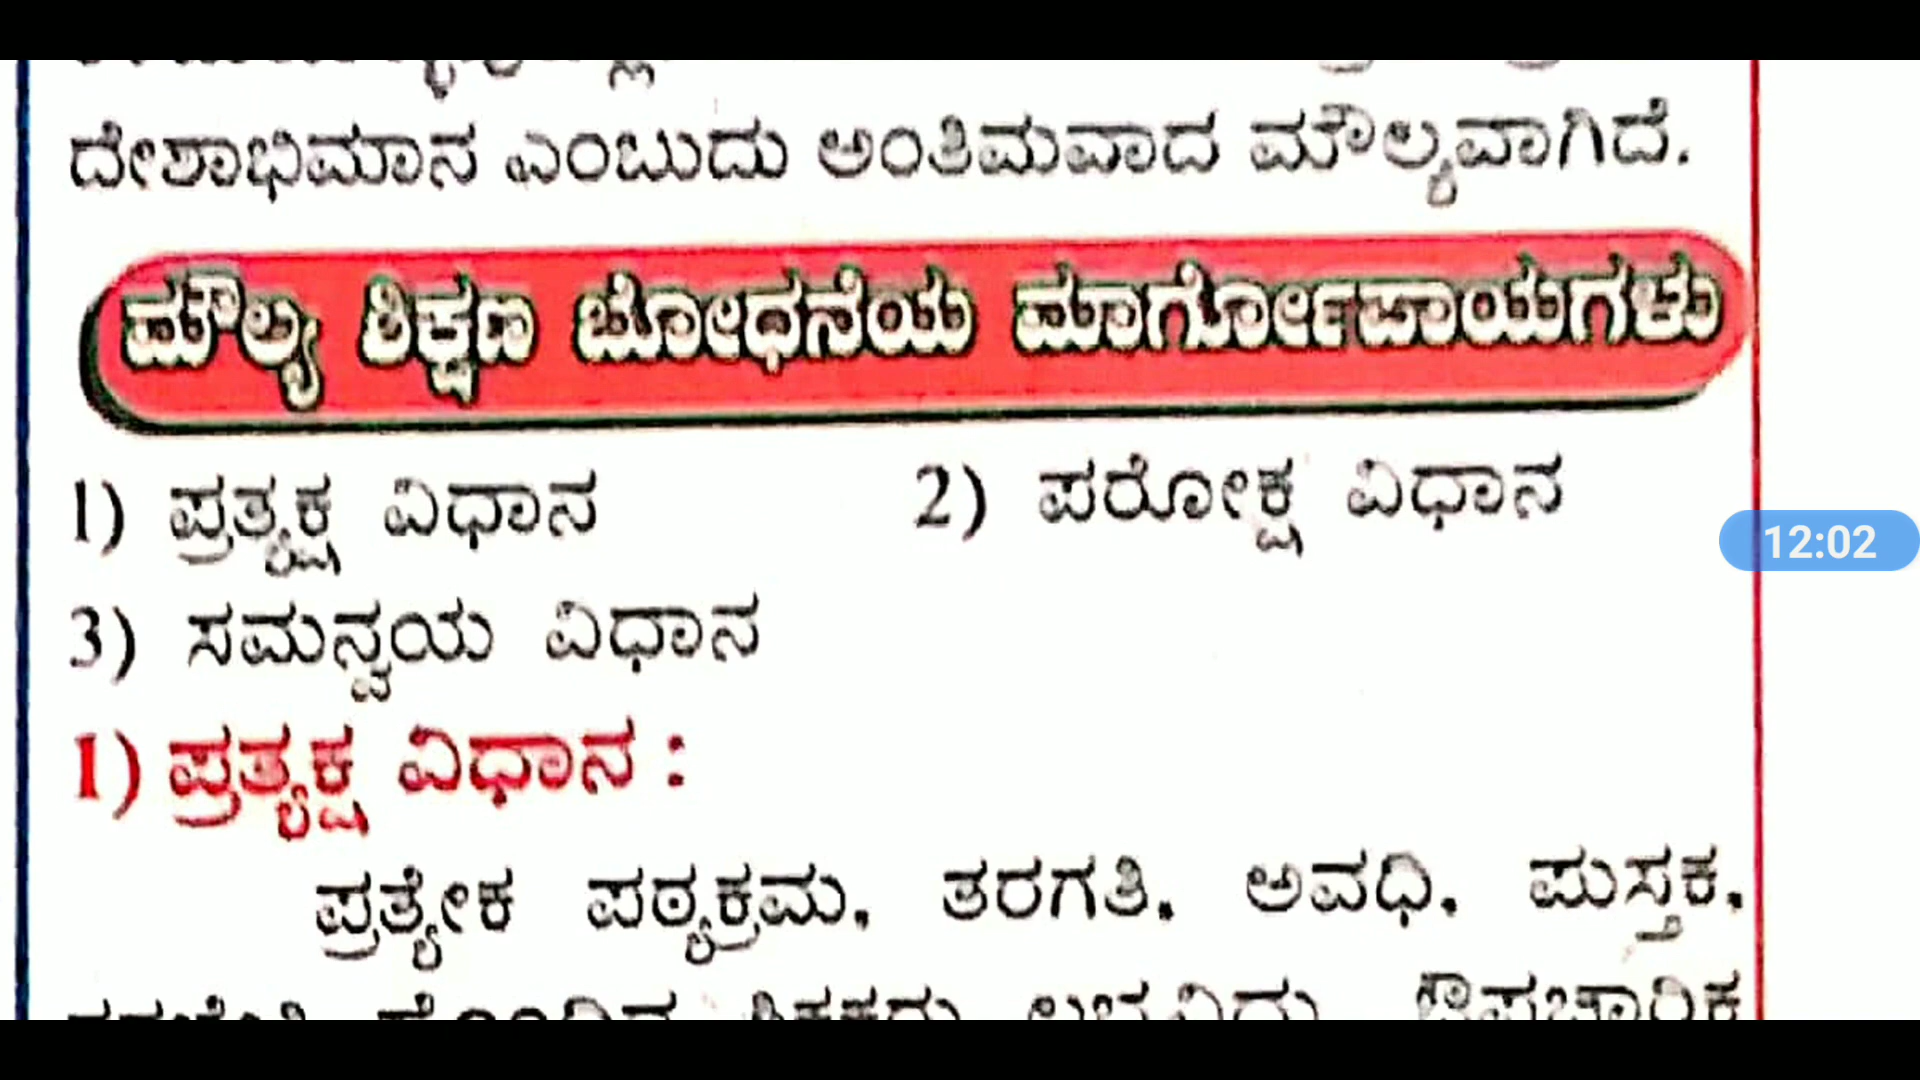 ದೇಶಾಭಿಮಾನ ಎಂಬುದು ಅಂತಿಮವಾದ ಮೌಲ್ಯವಾಗಿದೆ.
ಮೌಲ್ಯ ಶಿಕ್ಷಣ ಬೋಧನೆಯ ಮಾರ್ಗೋಪಾಯಗಳು
1) ಪ್ರತ್ಯಕ್ಷ ವಿಧಾನ 2) ಪರೋಕ್ಷ ವಿಧಾನ
12:02
3) ಸಮನ್ವಯ ವಿಧಾನ
1) ಪ್ರತ್ಯಕ್ಷ ವಿಧಾನ :
ಪ್ರತ್ಯೇಕ ಪಠ್ಯಕ್ರಮ, ತರಗತಿ, ಅವಧಿ, ಪುಸ್ತಕ,